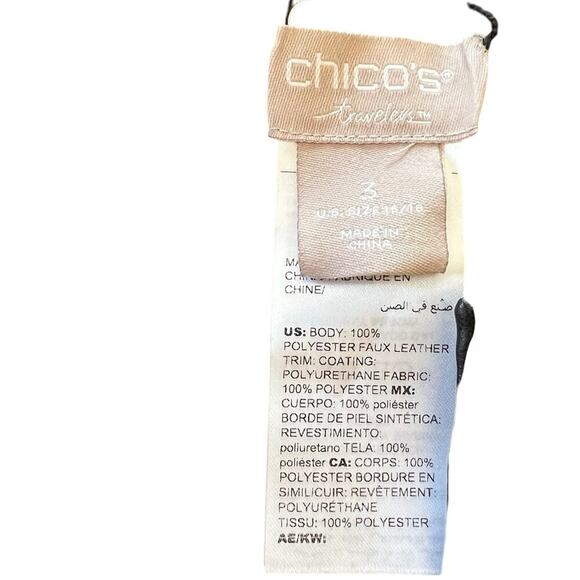 chico's®
travelers™
3
U.S. SIZE 16/18
MADE IN
CHINA
CHINE/
صنع في الصين
US: BODY: 100%
POLYESTER FAUX LEATHER
TRIM: COATING:
POLYURETHANE FABRIC:
100% POLYESTER MX:
CUERPO: 100% poliéster
BORDE DE PIEL SINTÉTICA:
REVESTIMIENTO:
poliuretano TELA: 100%
poliéster CA: CORPS: 100%
POLYESTER BORDURE EN
SIMILICUIR: REVÊTEMENT:
POLYURÉTHANE
TISSU: 100% POLYESTER
AE/KW: